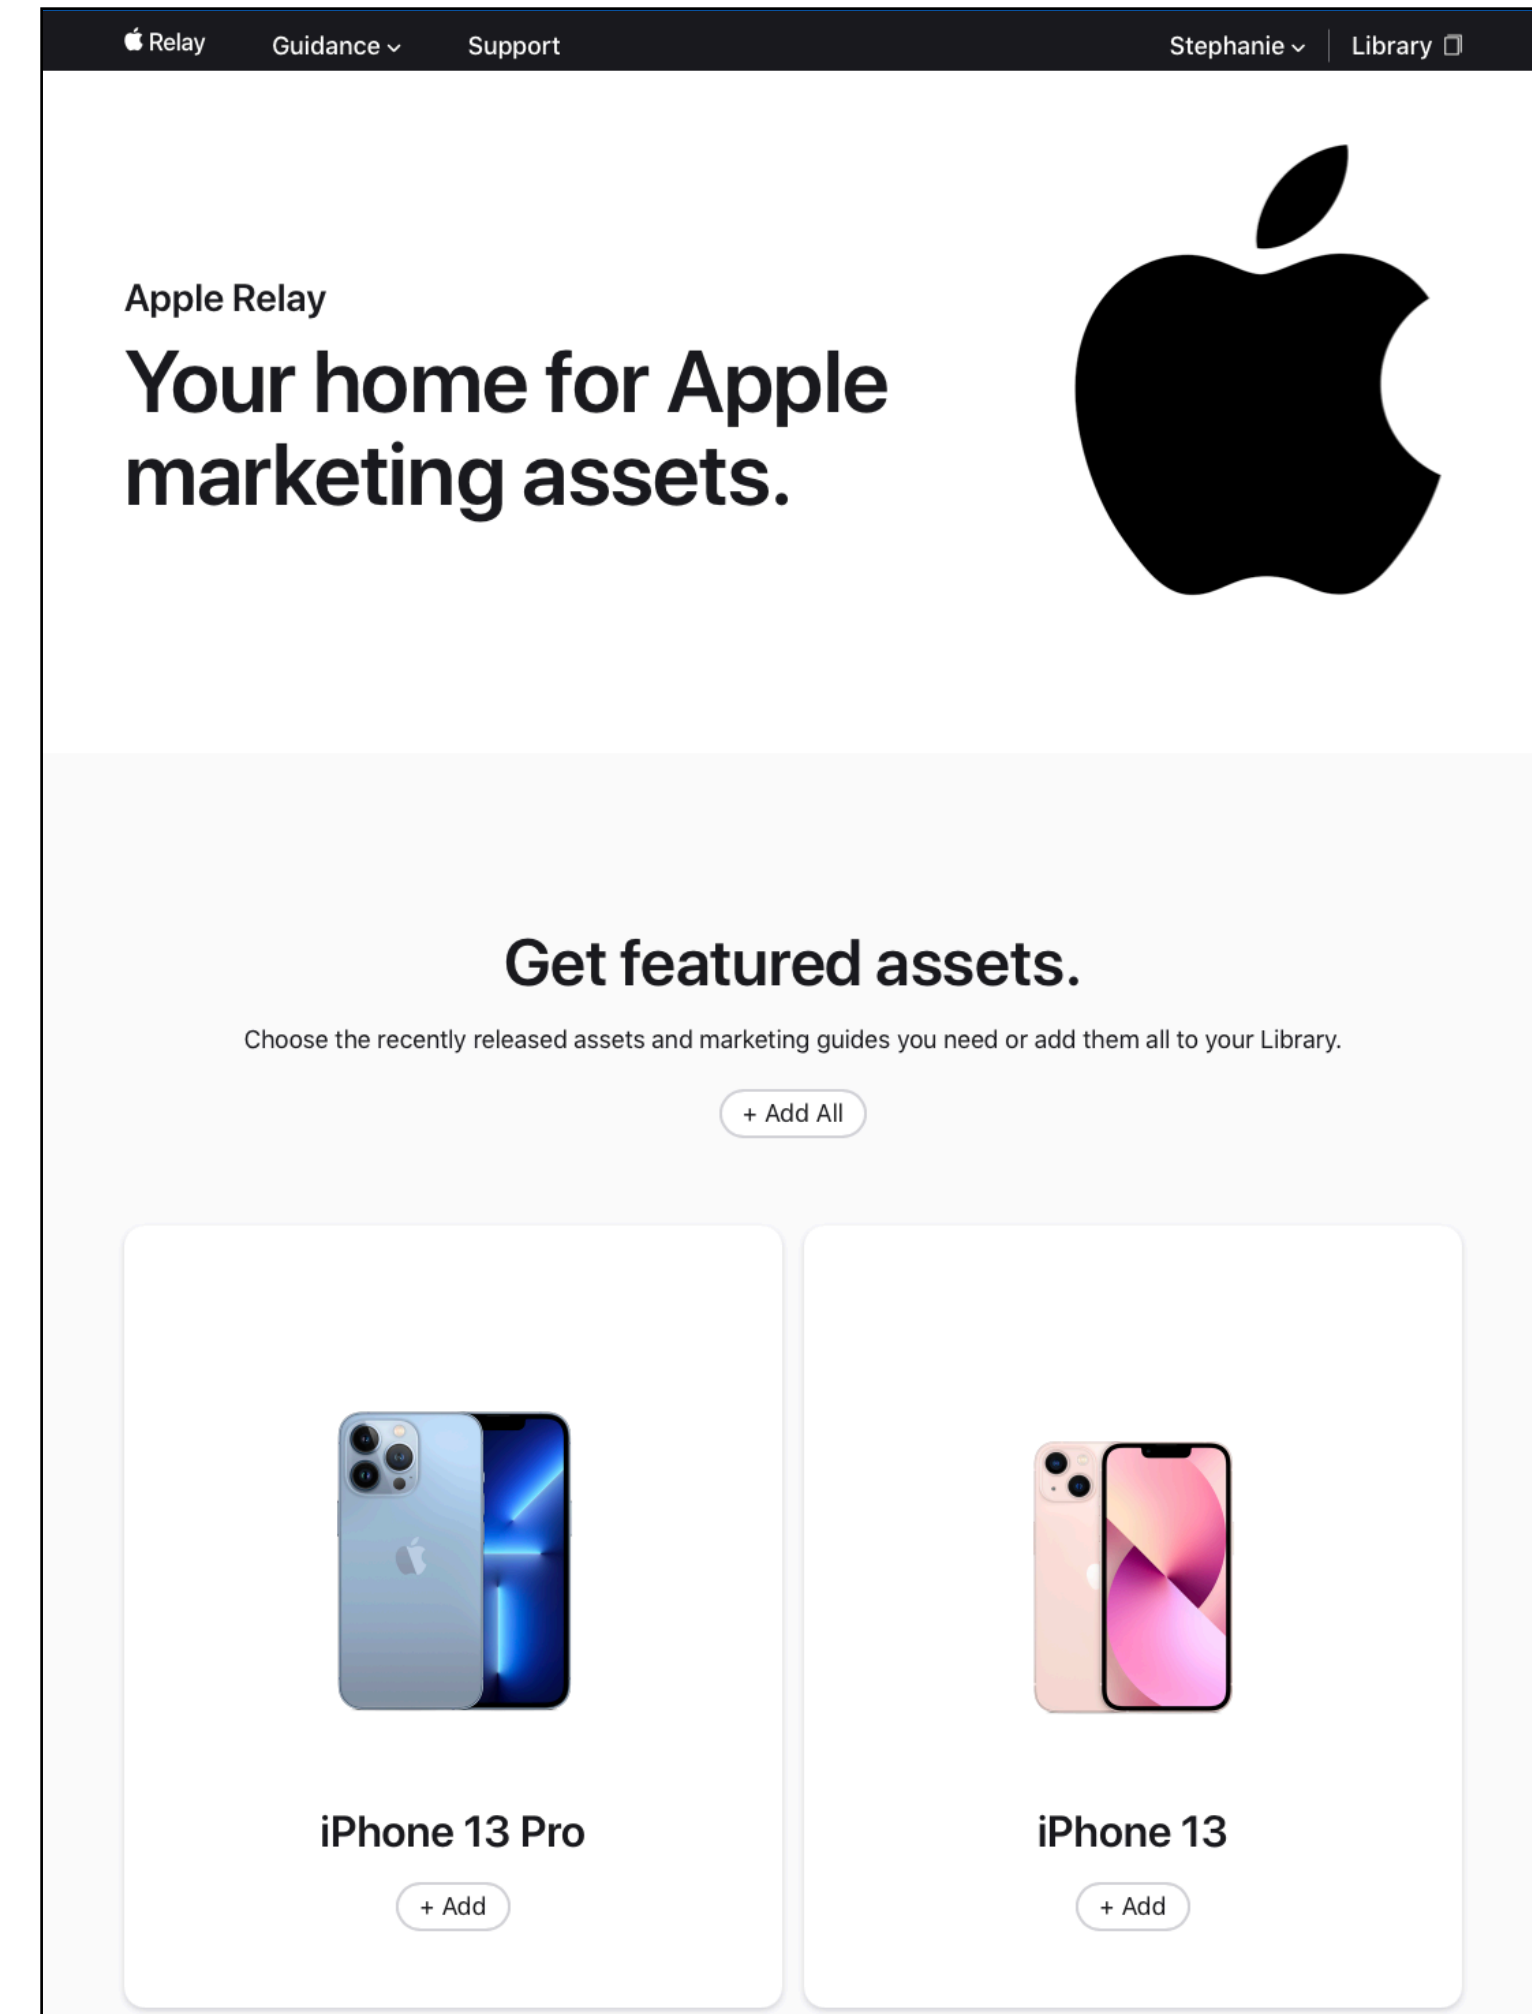 Relay Guidance Support Stephanie Library
Apple Relay
Your home for Apple
marketing assets.
Get featured assets.
Choose the recently released assets and marketing guides you need or add them all to your Library.
+ Add All
iPhone 13 Pro
+ Add
iPhone 13
+ Add